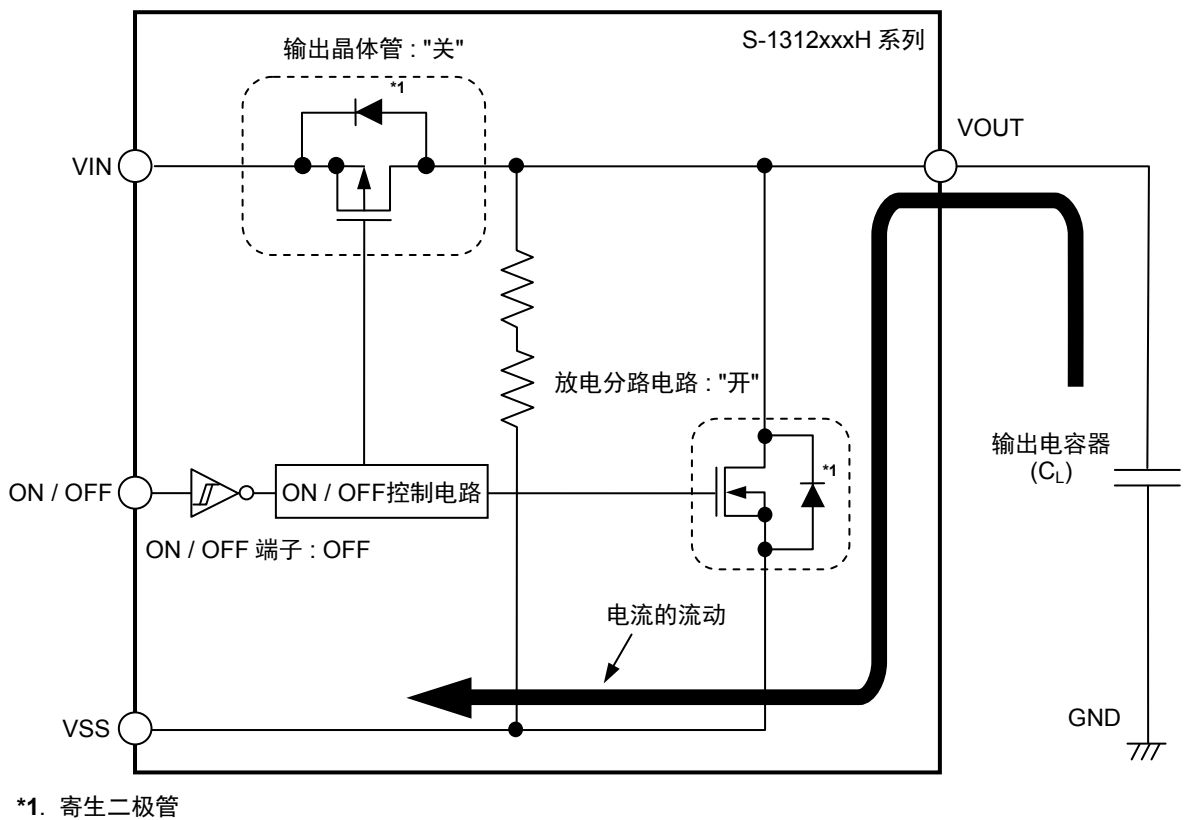 S-1312xxxH 系列
输出晶体管 : "关"
*1
VOUT
VIN
放电分路电路 : "开"
输出电容器
(CL)
*1
ON / OFF
ON / OFF控制电路
ON / OFF 端子 : OFF
电流的流动
GND
VSS
*1. 寄生二极管